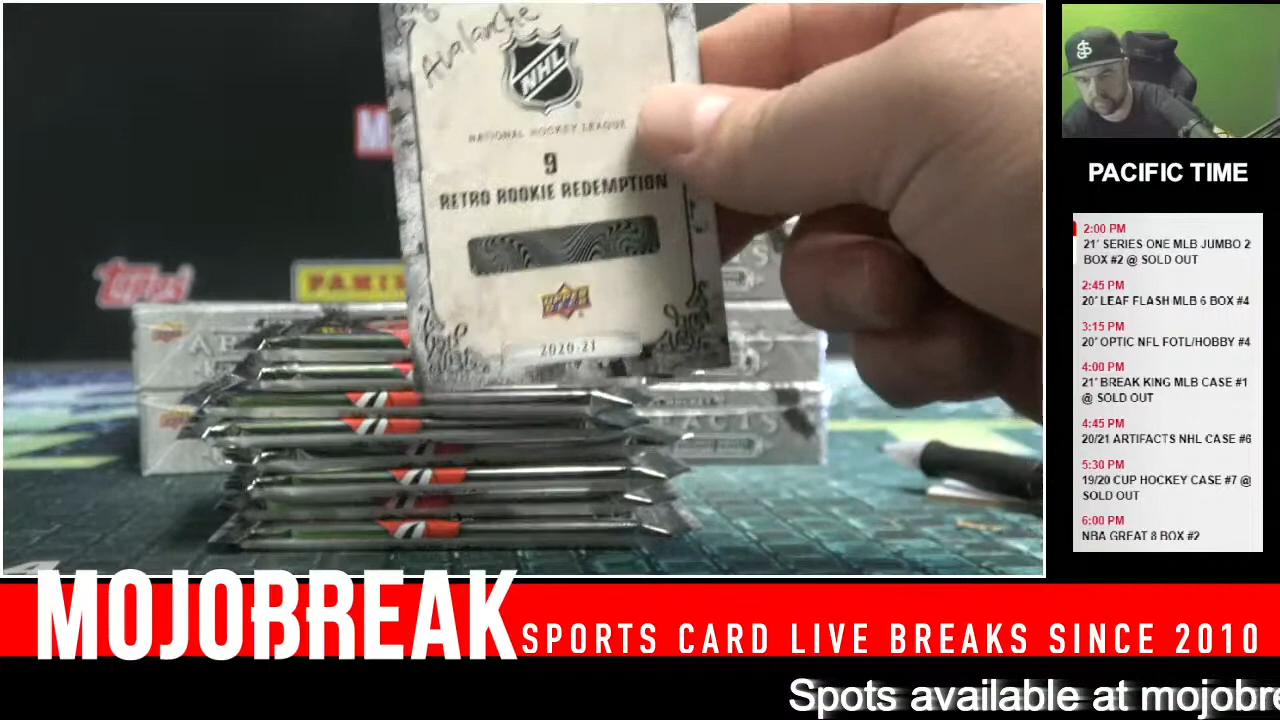 Avalanche
NHL
NATIONAL HOCKEY LEAGUE
9
RETRO ROOKIE REDEMPTION
UPPER DECK
2020-21
Topps
PANINI
M
PACIFIC TIME
2:00 PM
21' SERIES ONE MLB JUMBO 2
BOX #2 @ SOLD OUT
2:45 PM
20' LEAF FLASH MLB 6 BOX #4
3:15 PM
20' OPTIC NFL FOTL/HOBBY #4
4:00 PM
21' BREAK KING MLB CASE #1
@ SOLD OUT
4:45 PM
20/21 ARTIFACTS NHL CASE #6
5:30 PM
19/20 CUP HOCKEY CASE #7 @
SOLD OUT
6:00 PM
NBA GREAT 8 BOX #2
MOJOBREAK
SPORTS CARD LIVE BREAKS SINCE 2010
Spots available at mojobre